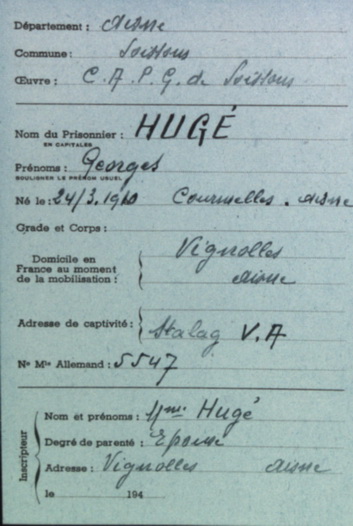 Département : Aisne
Commune : Soissons
Œuvre : C. A. P. G. de Soissons
Nom du Prisonnier : HUGÉ
EN CAPITALES
Prénoms : Georges
SOULIGNER LE PRÉNOM USUEL
Né le : 24/3.1910 Courmelles . Aisne
Grade et Corps :
Domicile en
France au moment
de la mobilisation :
Vignolles
Aisne
Adresse de captivité : Stalag V.A
N° Mle Allemand : 5547
Inscripteur
Nom et prénoms : Mme Hugé
Degré de parenté : Epouse
Adresse : Vignolles Aisne
le 194